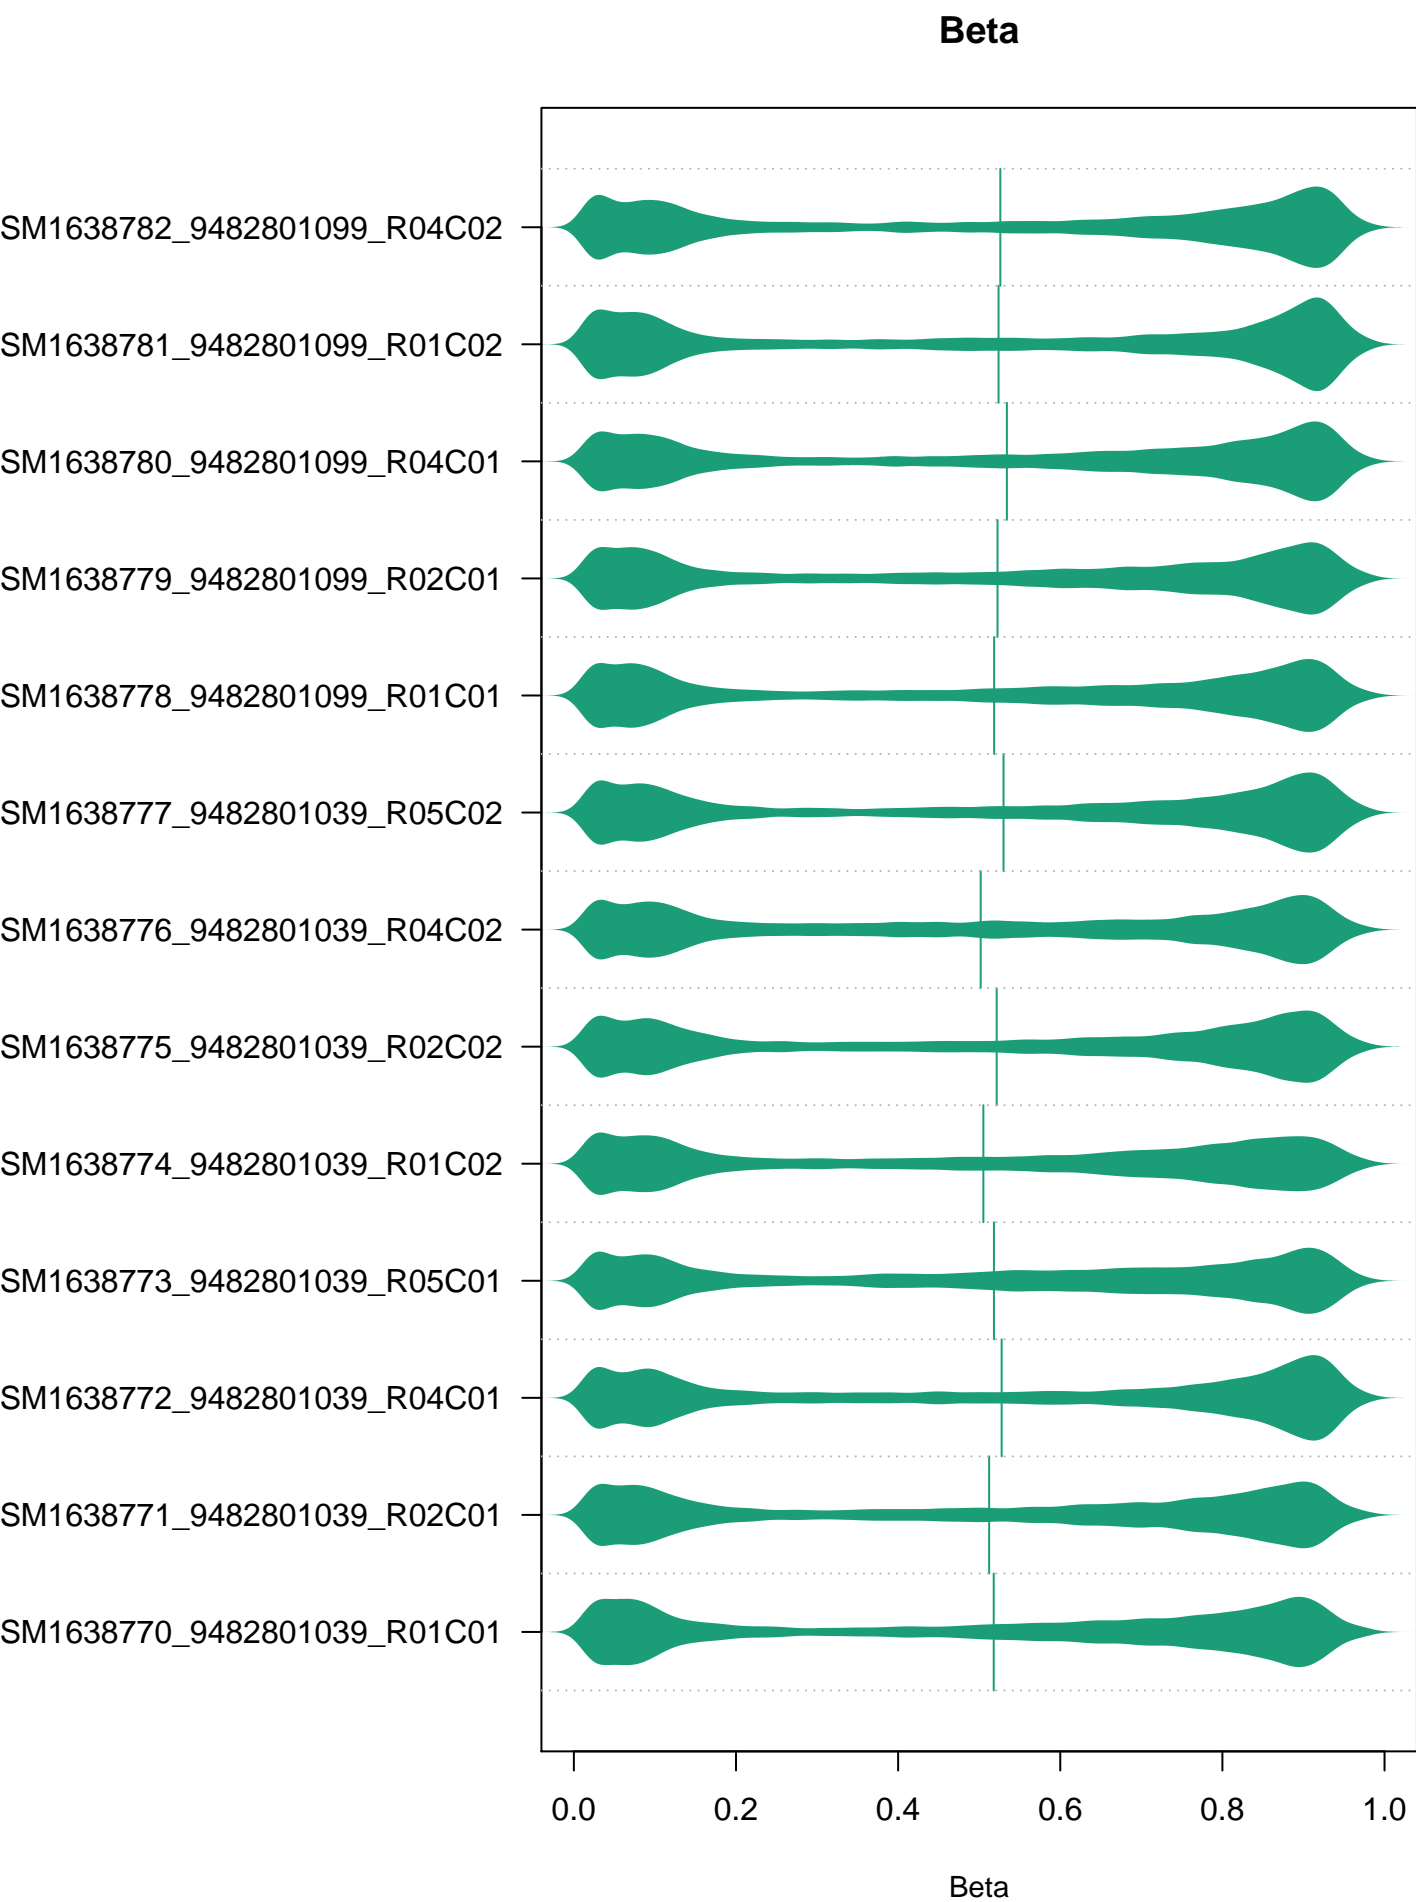 Beta
SM1638782_9482801099_R04C02
SM1638781_9482801099_R01C02
SM1638780_9482801099_R04C01
SM1638779_9482801099_R02C01
SM1638778_9482801099_R01C01
SM1638777_9482801039_R05C02
SM1638776_9482801039_R04C02
SM1638775_9482801039_R02C02
SM1638774_9482801039_R01C02
SM1638773_9482801039_R05C01
SM1638772_9482801039_R04C01
SM1638771_9482801039_R02C01
SM1638770_9482801039_R01C01
0.0 0.2 0.4 0.6 0.8 1.0
Beta